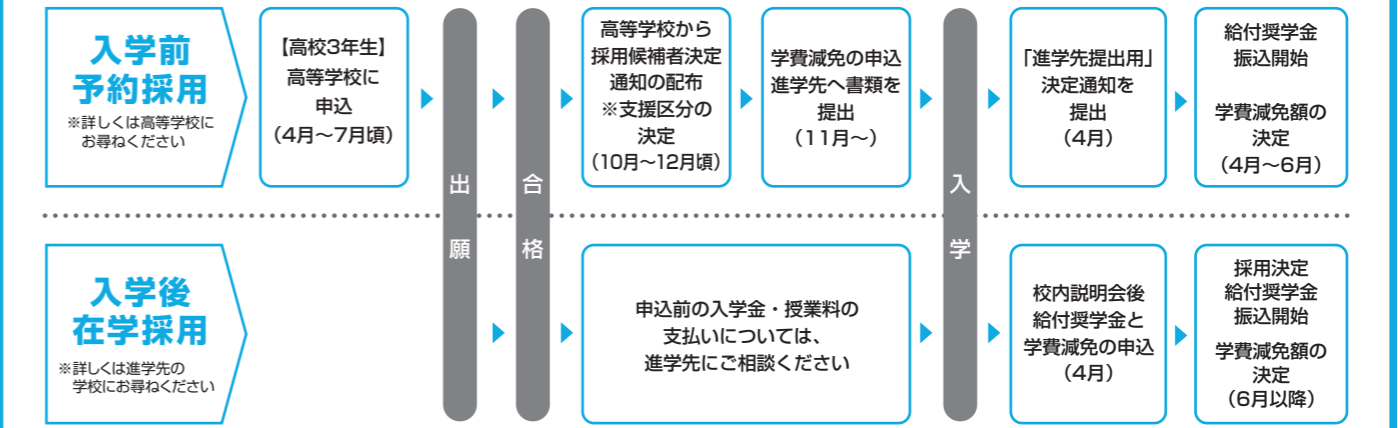 入学前
予約採用
※詳しくは高等学校に
お尋ねください
【高校3年生】
高等学校に
申込
（4月〜7月頃）
出願
合格
高等学校から
採用候補者決定
通知の配布
※支援区分の
決定
（10月〜12月頃）
学費減免の申込
進学先へ書類を
提出
（11月〜）
入学
「進学先提出用」
決定通知を
提出
（4月）
給付奨学金
振込開始
学費減免額の
決定
（4月〜6月）
入学後
在学採用
※詳しくは進学先の
学校にお尋ねください
申込前の入学金・授業料の
支払いについては、
進学先にご相談ください
校内説明会後
給付奨学金と
学費減免の申込
（4月）
採用決定
給付奨学金
振込開始
学費減免額の
決定
（6月以降）